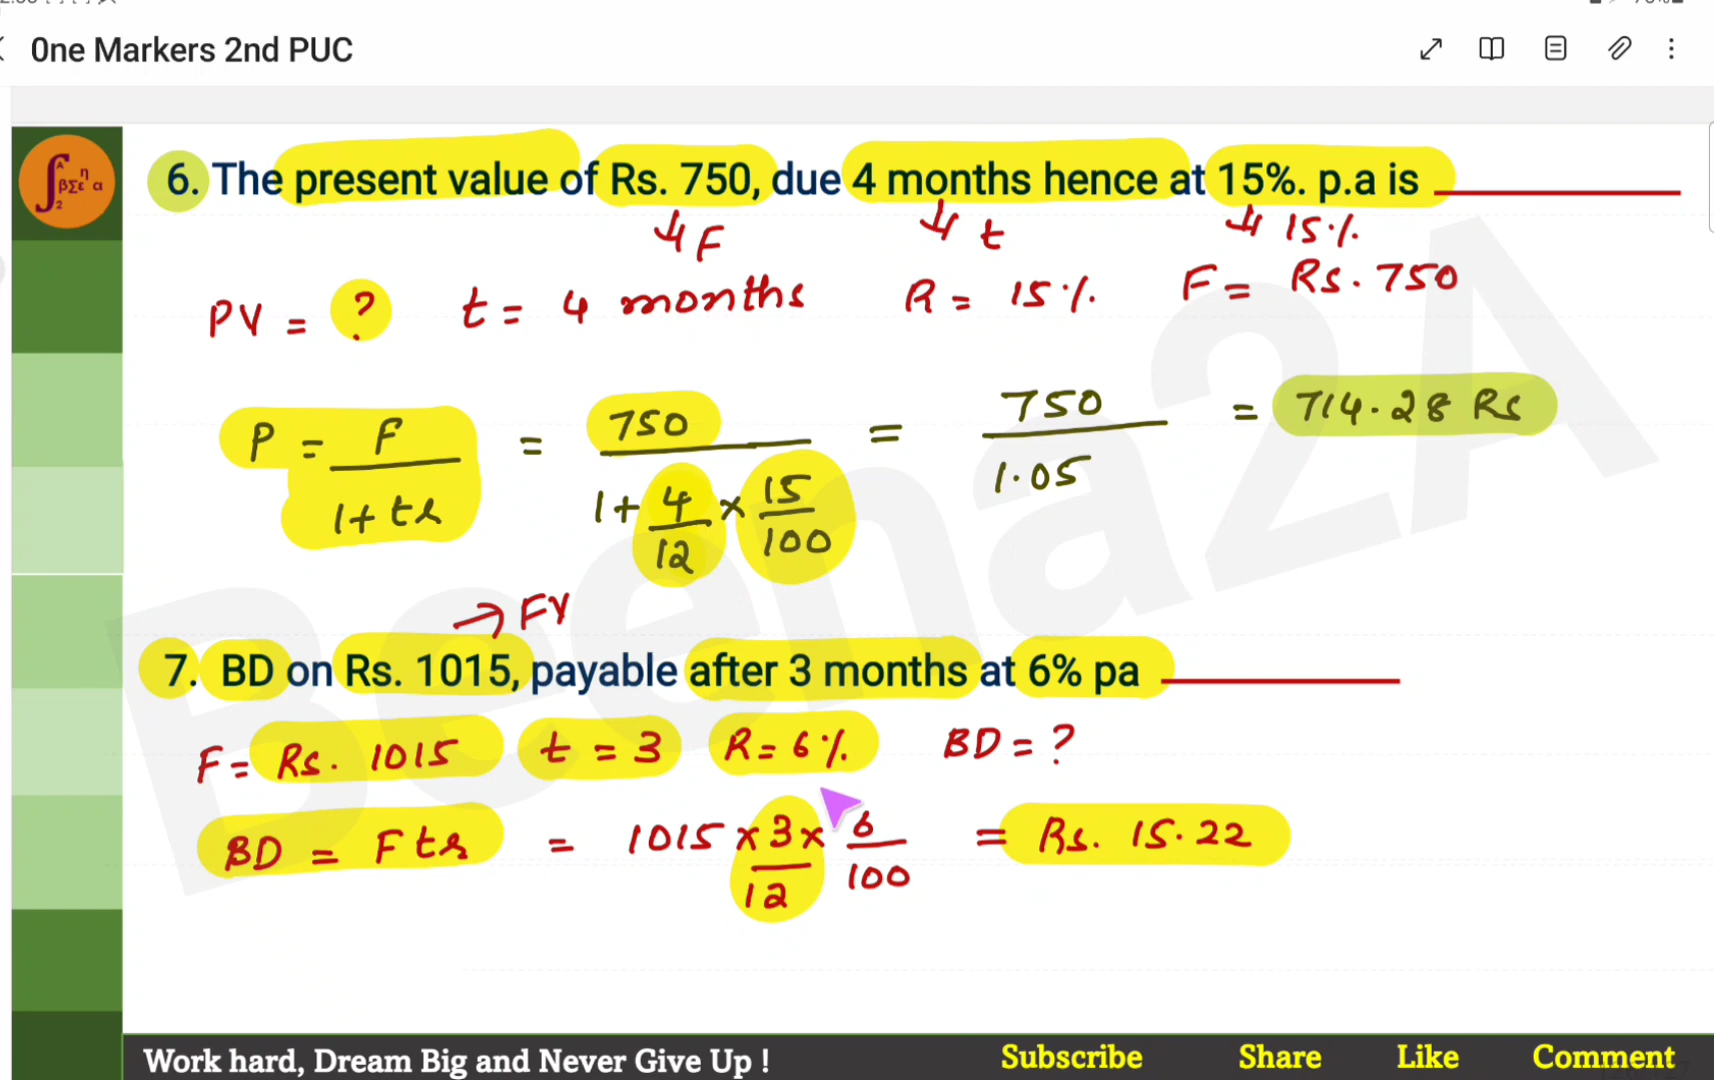 One Markers 2nd PUC
6. The present value of Rs. 750, due 4 months hence at 15%. p.a is
F t 15%
PV = ? t = 4 months R = 15% F = Rs. 750
P = F / 1 + tr = 750 / 1 + 4/12 × 15/100 = 750 / 1.05 = 714.28 Rs
→ FV
7. BD on Rs. 1015, payable after 3 months at 6% pa
F = Rs. 1015 t = 3 R = 6% BD = ?
BD = F t r = 1015 × 3/12 × 6/100 = Rs. 15.22
Beena2A
Work hard, Dream Big and Never Give Up ! Subscribe Share Like Comment